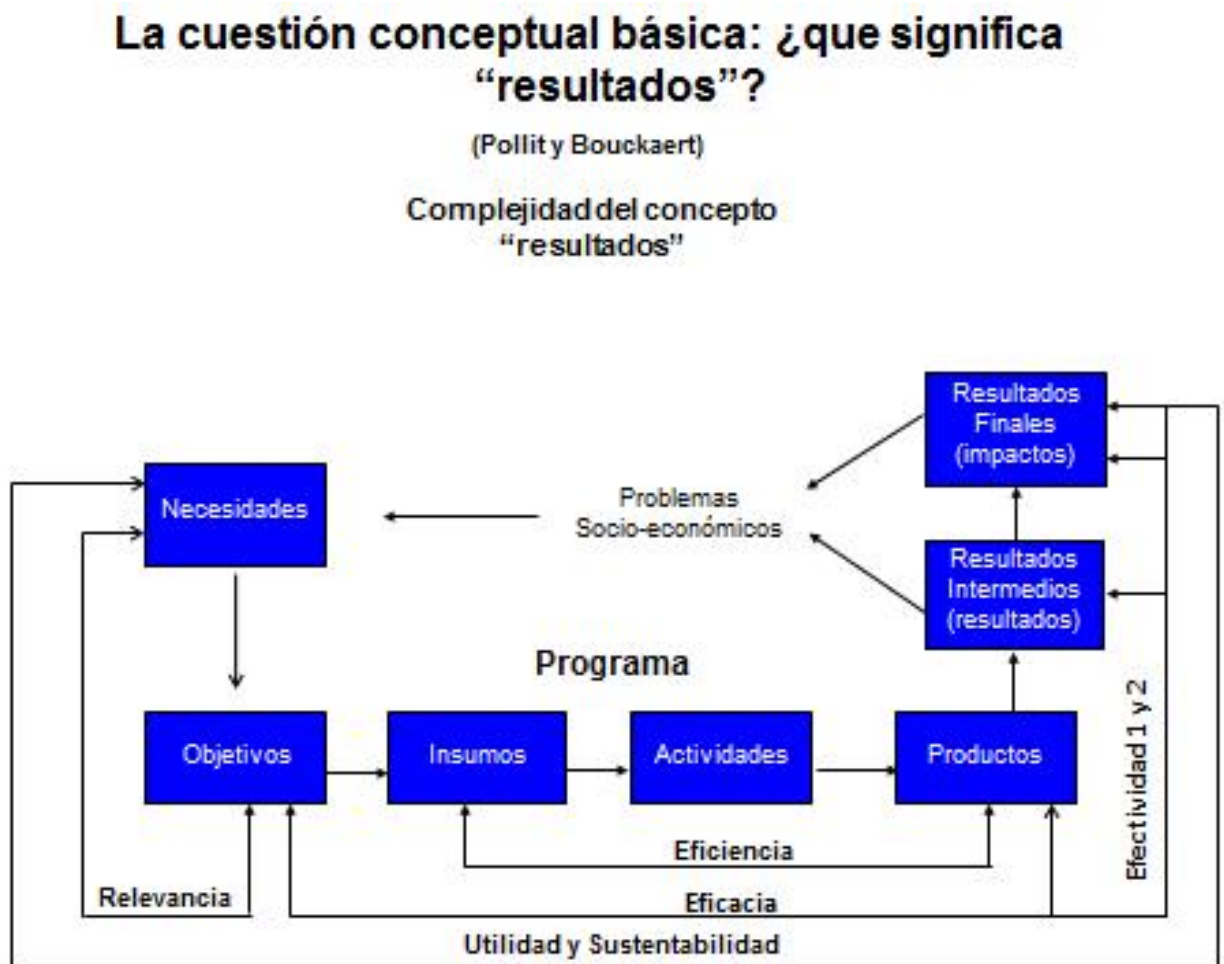 La cuestión conceptual básica: ¿que significa
“resultados”?
(Pollit y Bouckaert)
Complejidad del concepto
“resultados”
Resultados
Finales
(impactos)
Necesidades
Problemas
Socio-económicos
Resultados
Intermedios
(resultados)
Programa
Objetivos
Insumos
Actividades
Productos
Efectividad 1 y 2
Eficiencia
Relevancia
Eficacia
Utilidad y Sustentabilidad